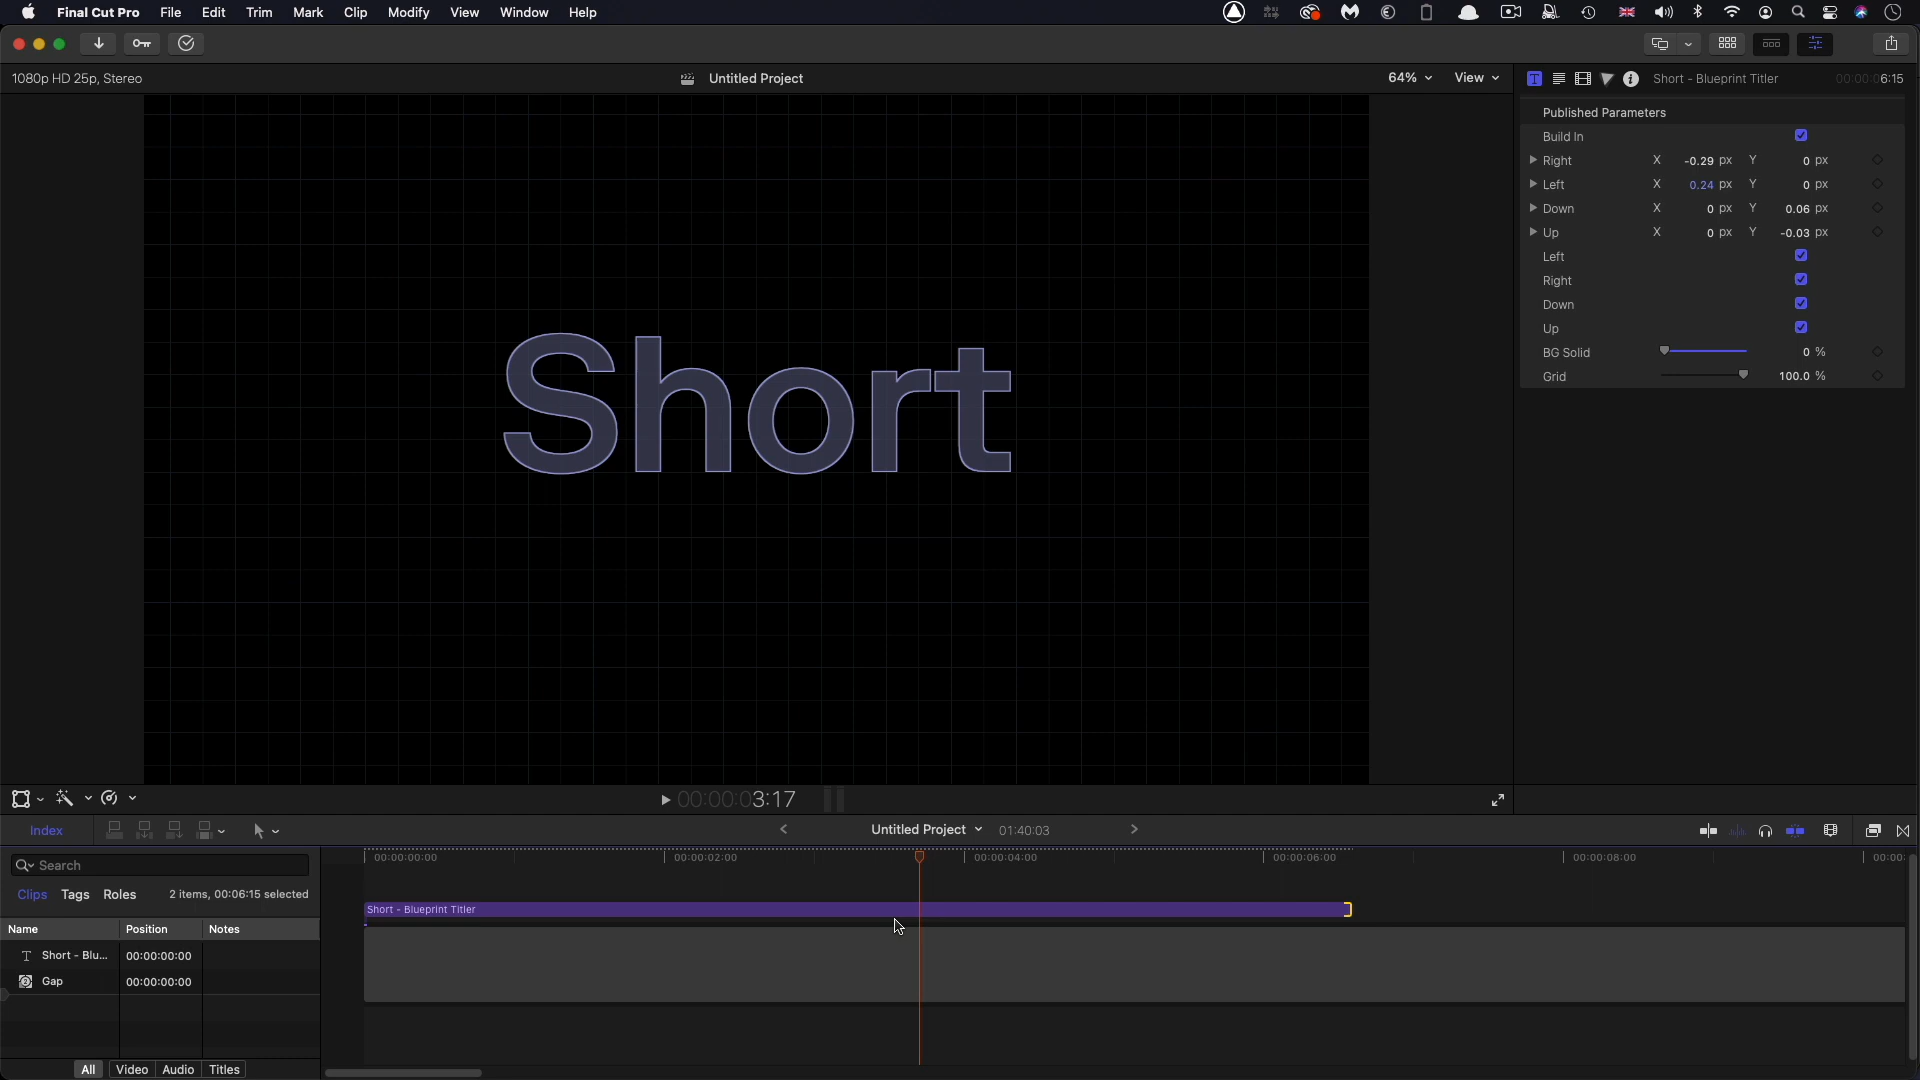 Final Cut Pro File Edit Trim Mark Clip Modify View Window Help
1080p HD 25p, Stereo
Untitled Project
64% View
Short - Blueprint Titler
00:00:06:15
Published Parameters
Build In
Right X -0.29 px Y 0 px
Left X 0.24 px Y 0 px
Down X 0 px Y 0.06 px
Up X 0 px Y -0.03 px
Left
Right
Down
Up
BG Solid 0 %
Grid 100.0 %
Short
00:00:03:17
Index
Untitled Project 01:40:03
Search
Clips Tags Roles 2 items, 00:06:15 selected
Name Position Notes
Short - Blu... 00:00:00:00
Gap 00:00:00:00
All Video Audio Titles
00:00:00:00 00:00:02:00 00:00:04:00 00:00:06:00 00:00:08:00 00:00:
Short - Blueprint Titler